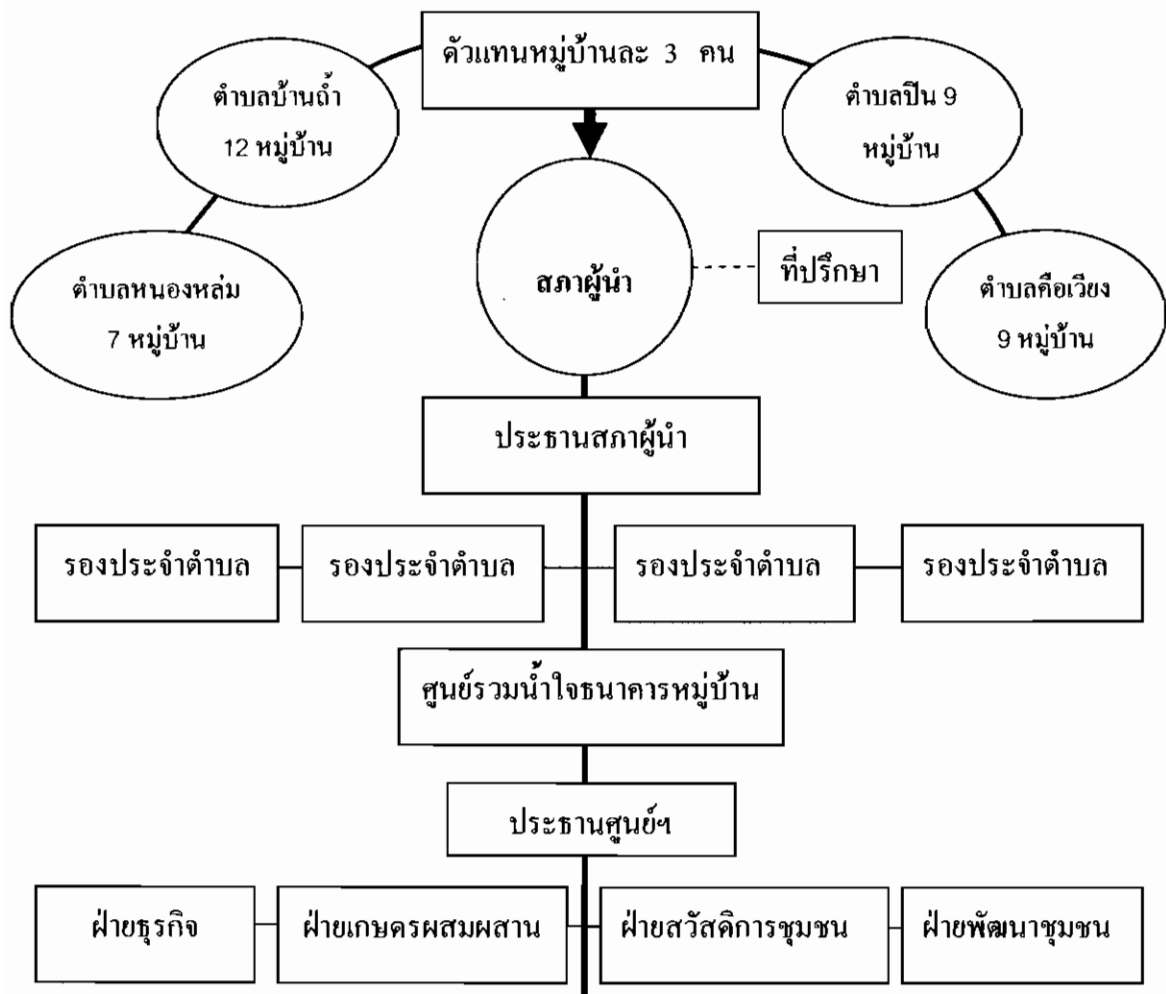 ตัวแทนหมู่บ้านละ 3 คน
ตำบลบ้านถ้ำ
12 หมู่บ้าน
ตำบลปิน 9
หมู่บ้าน
ตำบลหนองหล่ม
7 หมู่บ้าน
สภาผู้นำ
ที่ปรึกษา
ตำบลคือเวียง
9 หมู่บ้าน
ประธานสภาผู้นำ
รองประจำตำบล
รองประจำตำบล
รองประจำตำบล
รองประจำตำบล
ศูนย์รวมน้ำใจธนาคารหมู่บ้าน
ประธานศูนย์ฯ
ฝ่ายธุรกิจ
ฝ่ายเกษตรผสมผสาน
ฝ่ายสวัสดิการชุมชน
ฝ่ายพัฒนาชุมชน